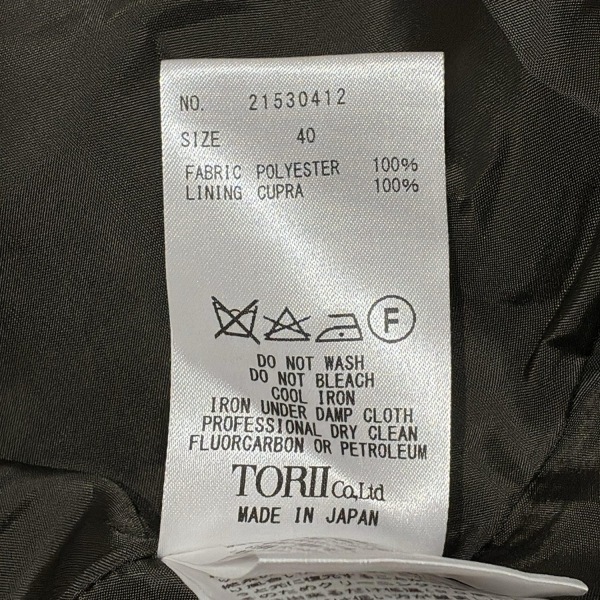 NO. 21530412
SIZE 40
FABRIC POLYESTER 100%
LINING CUPRA 100%
F
DO NOT WASH
DO NOT BLEACH
COOL IRON
IRON UNDER DAMP CLOTH
PROFESSIONAL DRY CLEAN
FLUORCARBON OR PETROLEUM
TORII Co,Ltd
MADE IN JAPAN